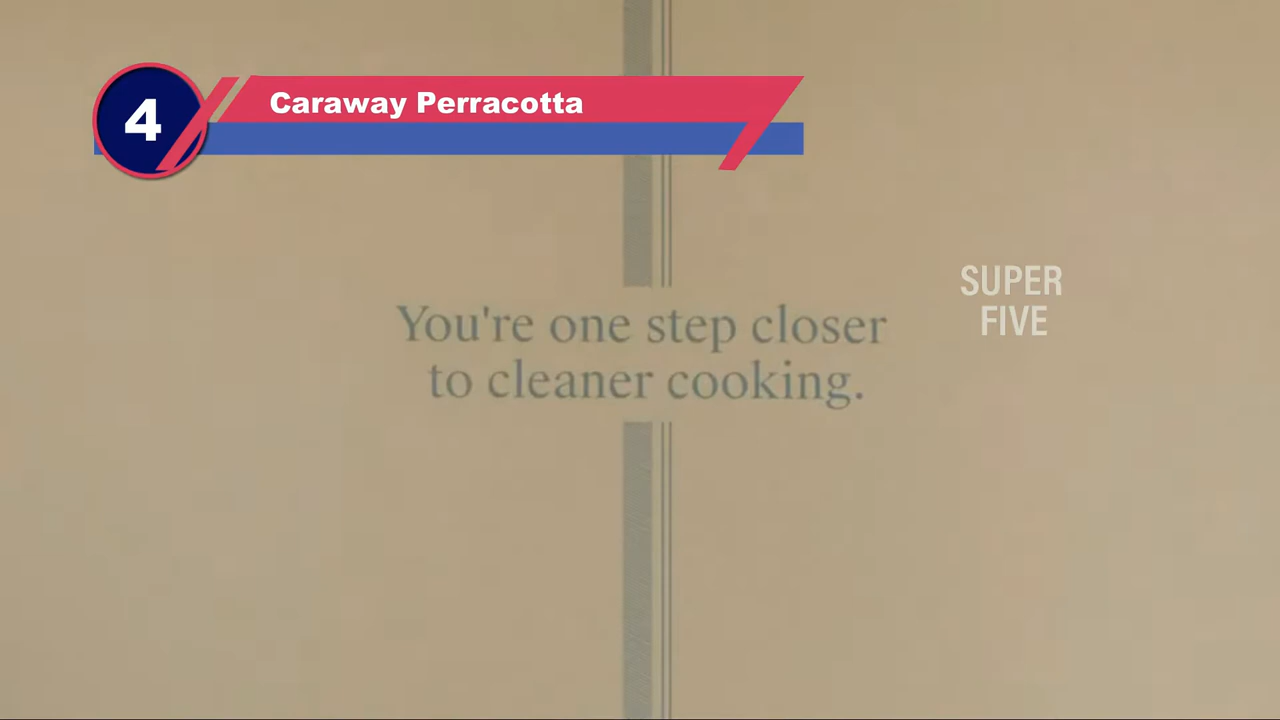 4
Caraway Perracotta
SUPER
FIVE
You're one step closer
to cleaner cooking.